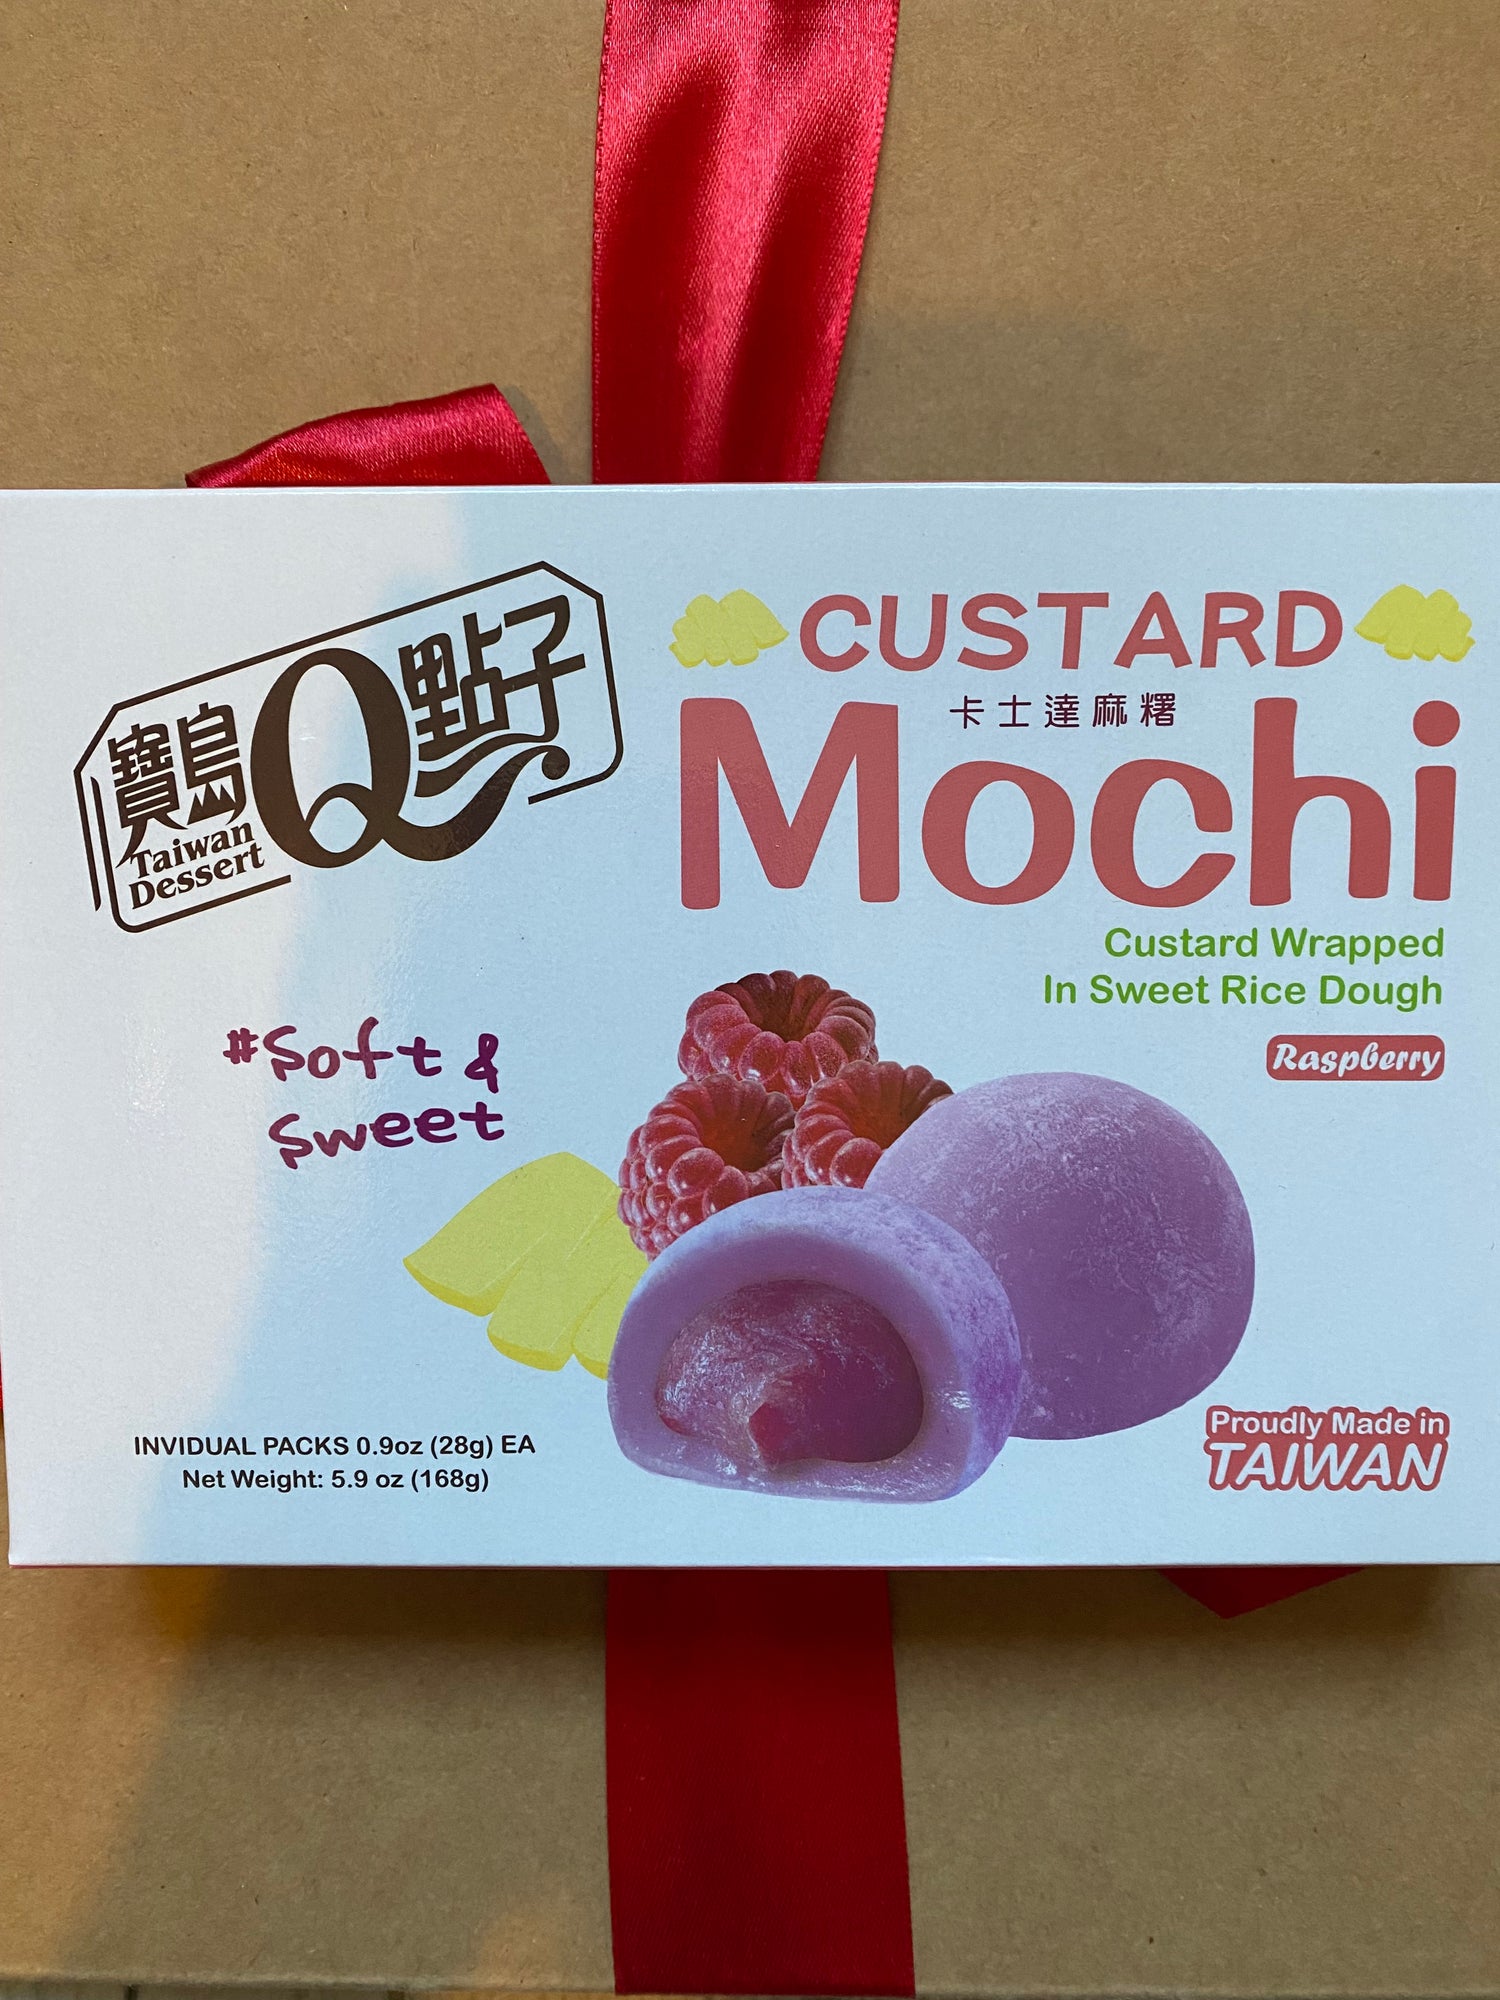 寶島Q點子
Taiwan
Dessert
CUSTARD
卡士達麻糬
Mochi
Custard Wrapped
In Sweet Rice Dough
Raspberry
#Soft &
Sweet
INVIDUAL PACKS 0.9oz (28g) EA
Net Weight: 5.9 oz (168g)
Proudly Made in
TAIWAN